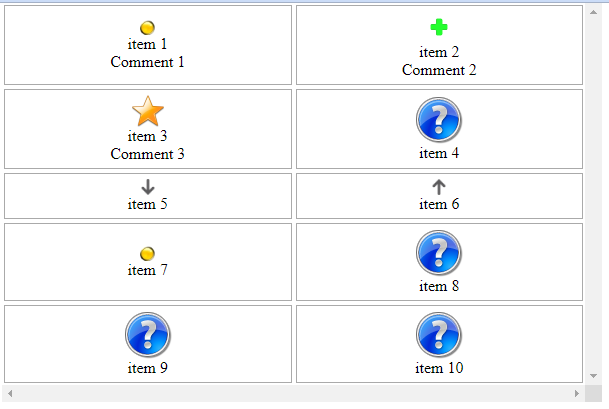 item 1
Comment 1
item 2
Comment 2
item 3
Comment 3
item 4
item 5
item 6
item 7
item 8
item 9
item 10